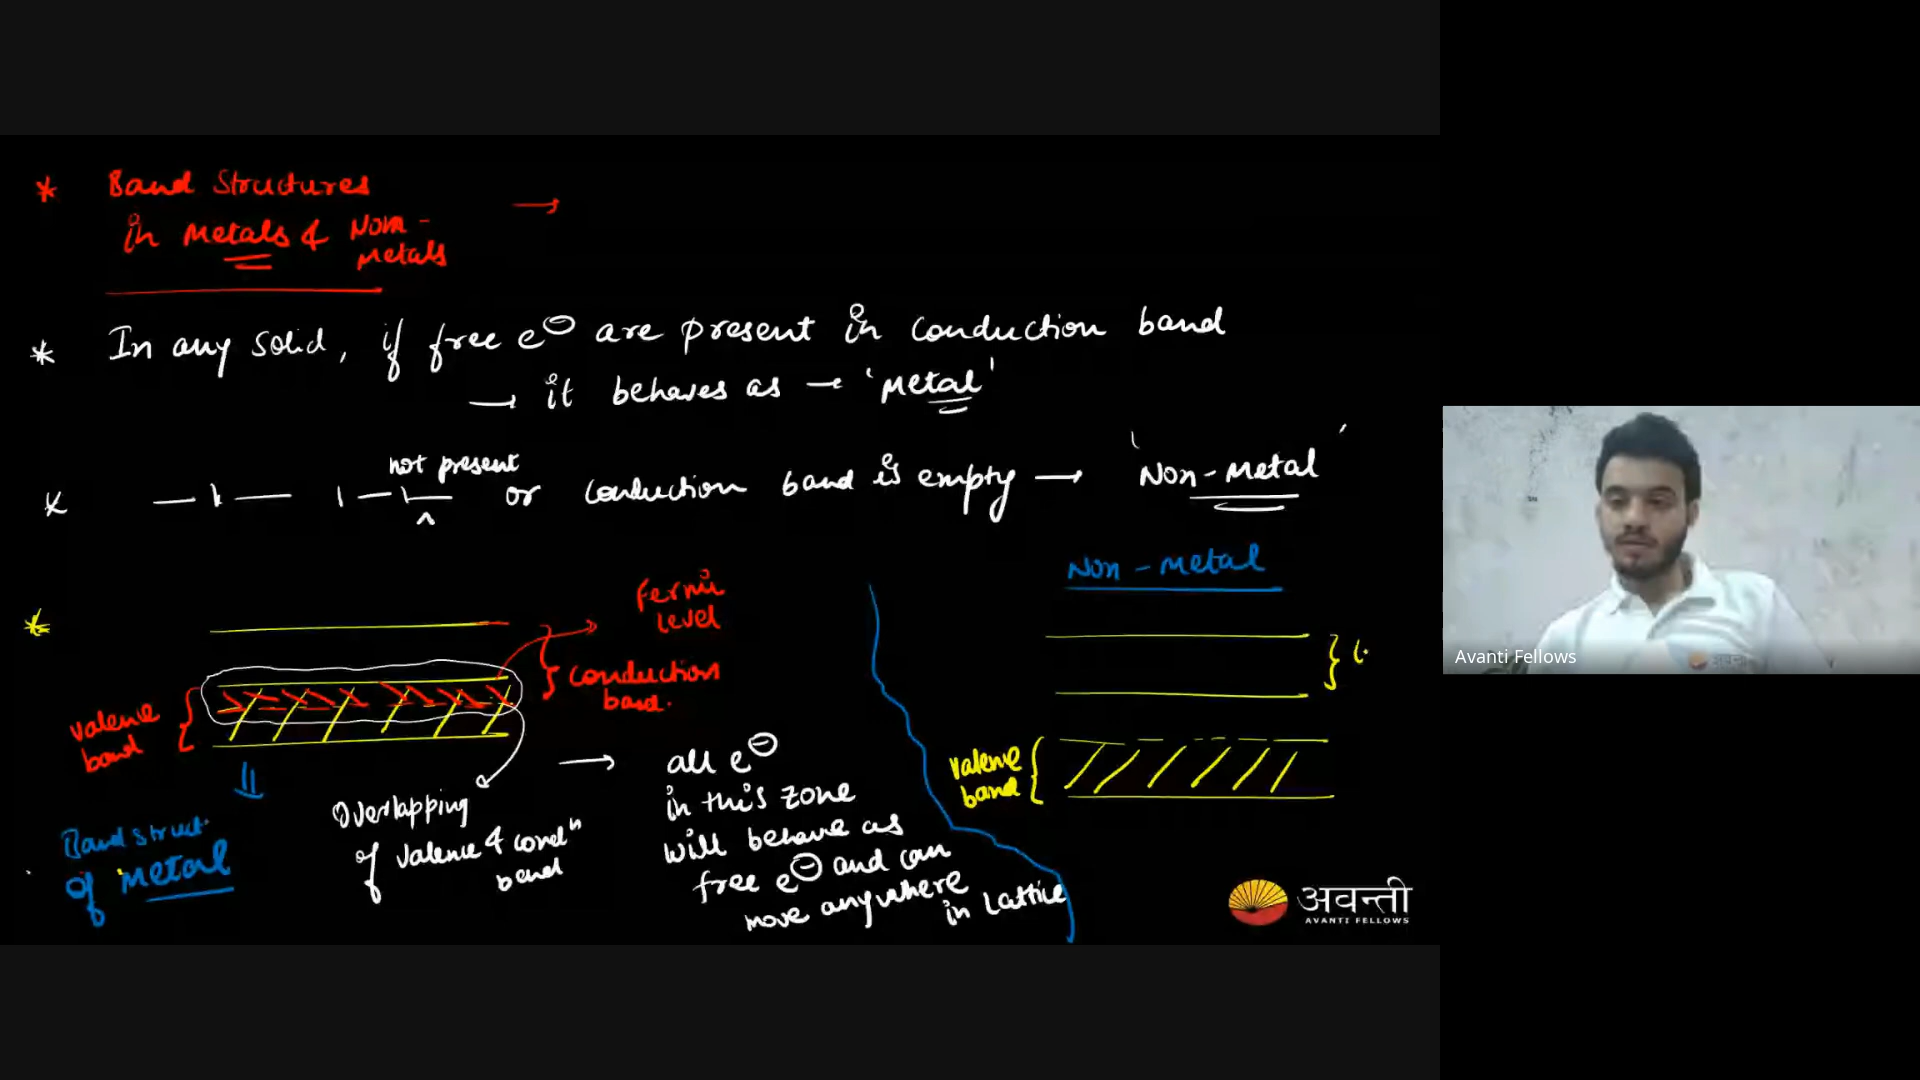 * Band Structures
in Metals & Non-
Metals →
* In any solid, if free e⊖ are present in conduction band
→ it behaves as → 'Metal'
* not present
or conduction band is empty → 'Non-Metal'
Non-Metal
*
Fermi
level
Conduction
band.
Valence
band
Overlapping
of valence & condⁿ
band
→ all e⊖
in this zone
will behave as
free e⊖ and can
move anywhere
in Lattice
Band struct.
of Metal
Valence
band
अवन्ती
AVANTI FELLOWS
Avanti Fellows